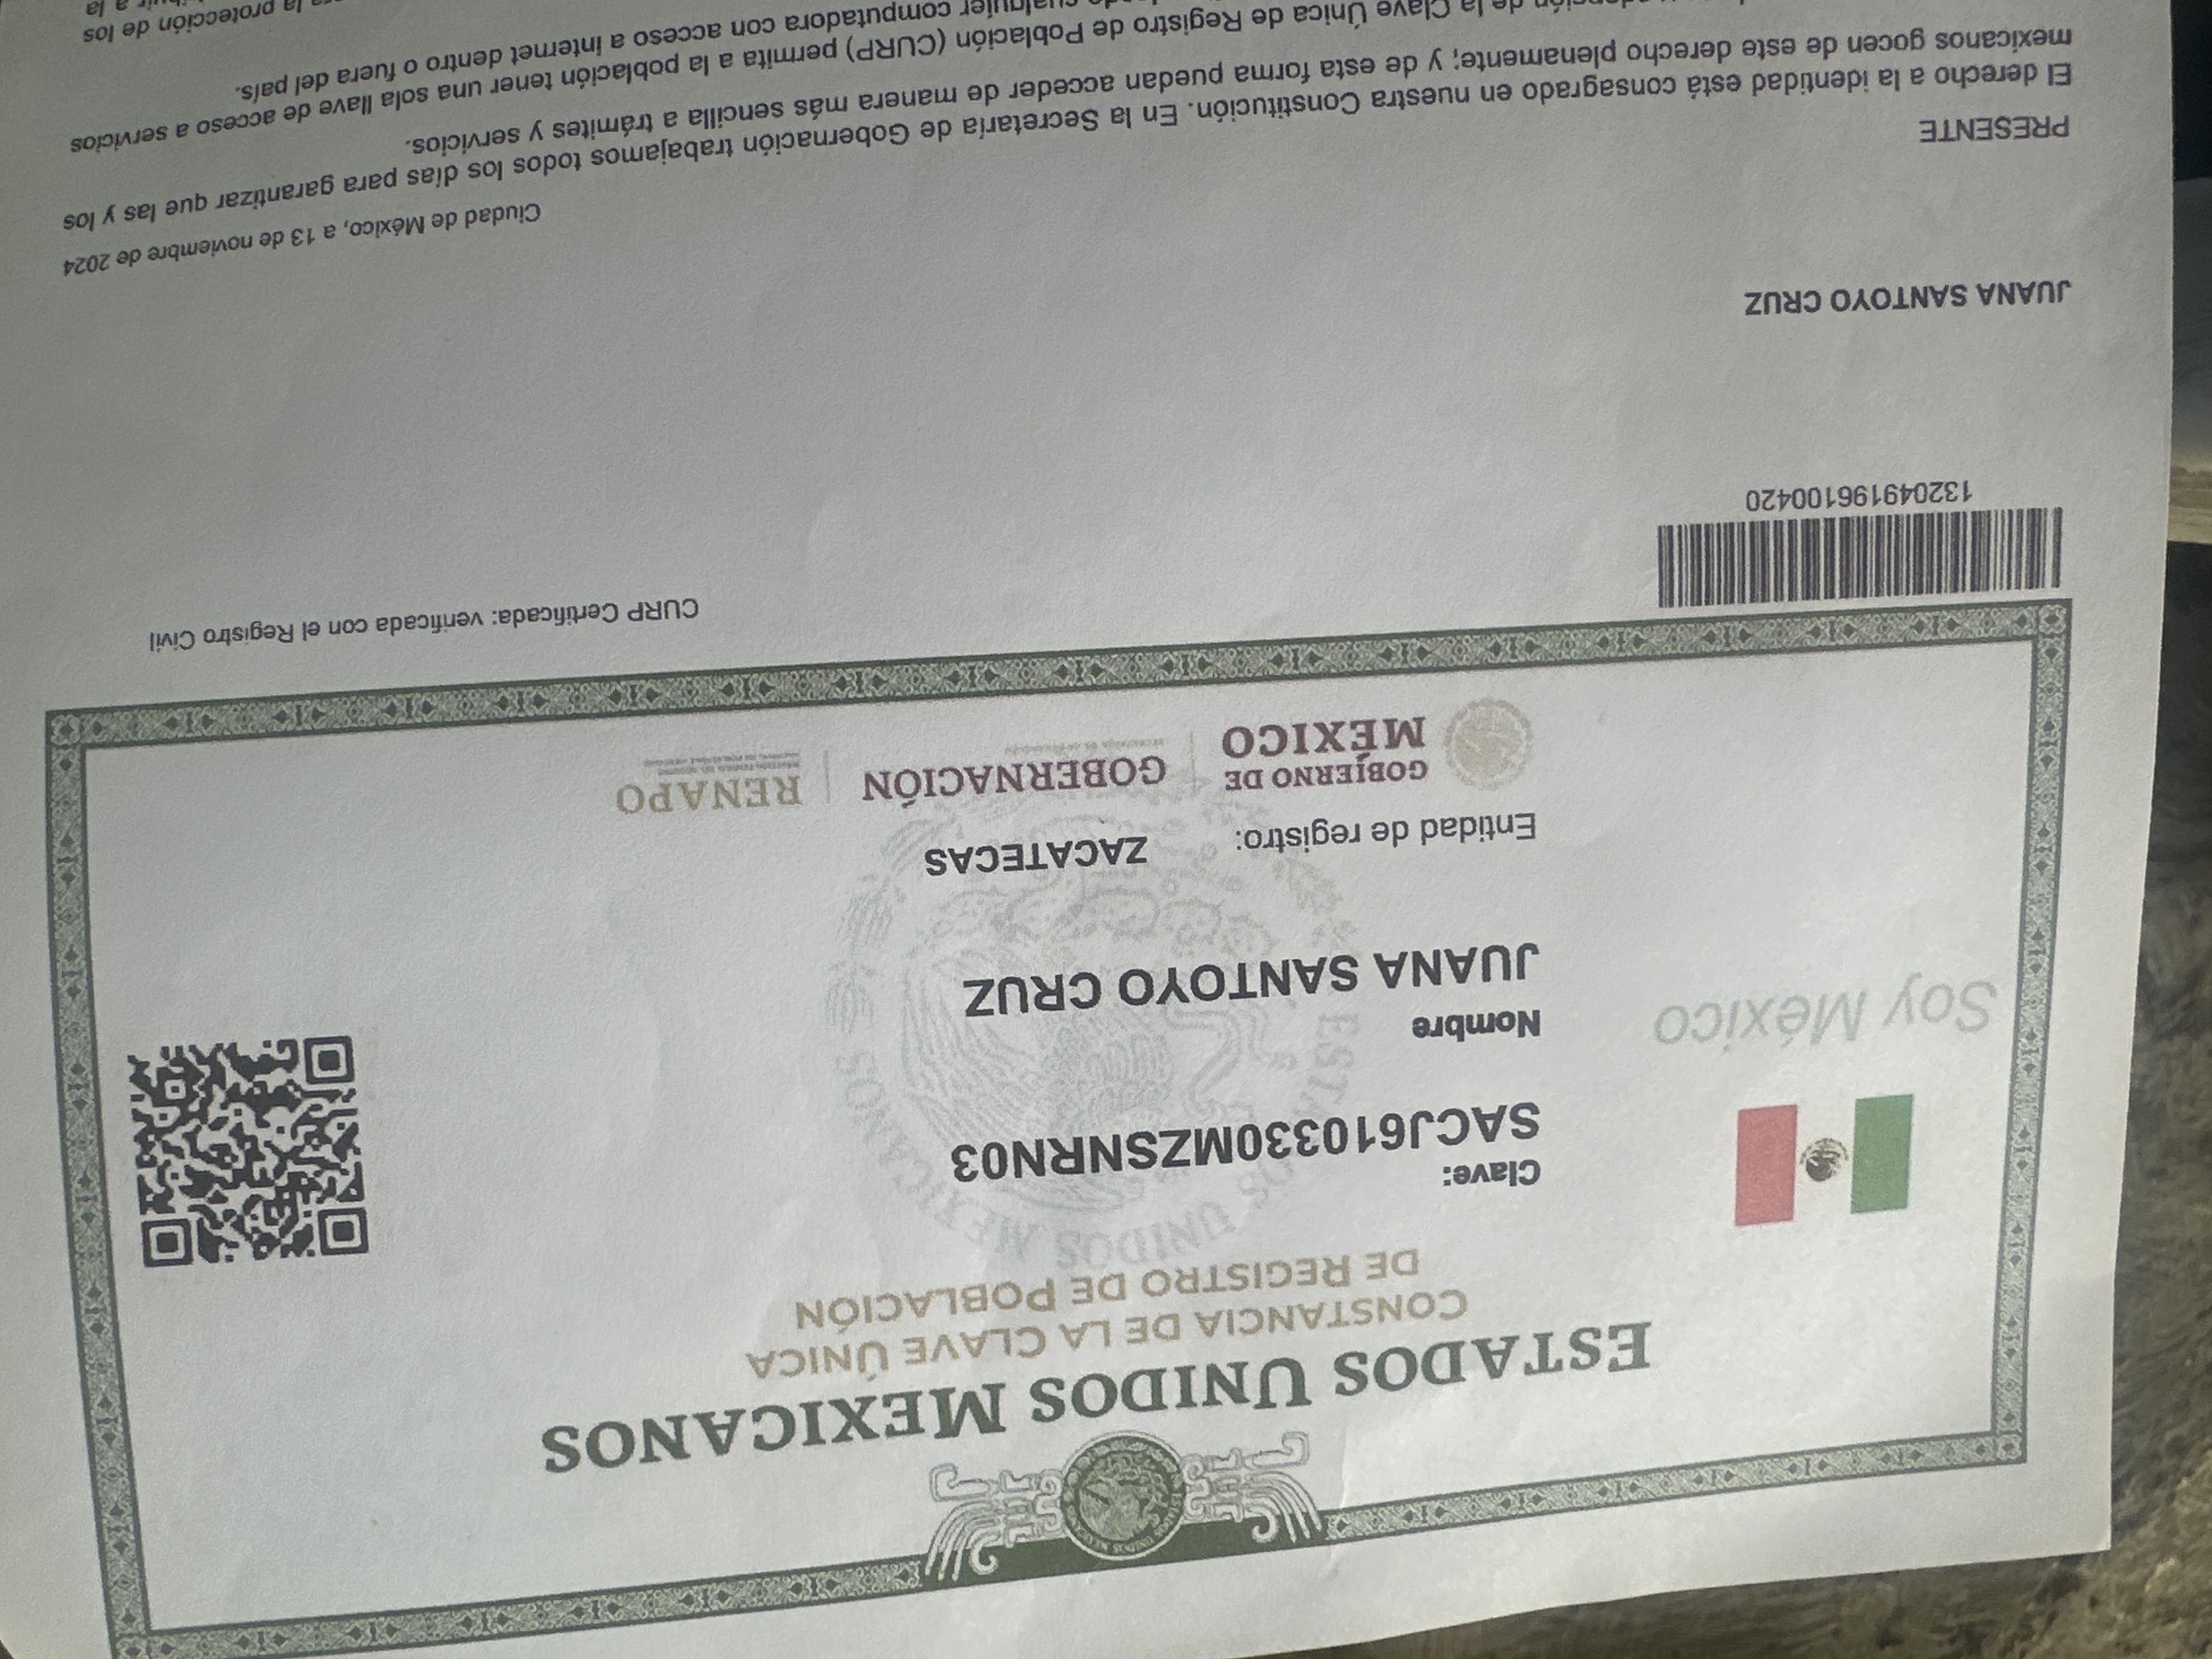 ESTADOS UNIDOS MEXICANOS
CONSTANCIA DE LA CLAVE ÚNICA
DE REGISTRO DE POBLACIÓN
Clave:
SACJ610330MZSNRN03
Soy México
Nombre
JUANA SANTOYO CRUZ
ESTADOS UNIDOS MEXICANOS
Entidad de registro:
ZACATECAS
GOBIERNO DE
MÉXICO
GOBERNACIÓN
RENAPO
CURP Certificada: verificada con el Registro Civil
132049196100420
JUANA SANTOYO CRUZ
Ciudad de México, a 13 de noviembre de 2024
PRESENTE
El derecho a la identidad está consagrado en nuestra Constitución. En la Secretaría de Gobernación trabajamos todos los días para garantizar que las y los
mexicanos gocen de este derecho plenamente; y de esta forma puedan acceder de manera más sencilla a trámites y servicios.
de la Clave Única de Registro de Población (CURP) permita a la población tener una sola llave de acceso a servicios
cualquier computadora con acceso a internet dentro o fuera del país.
la protección de los